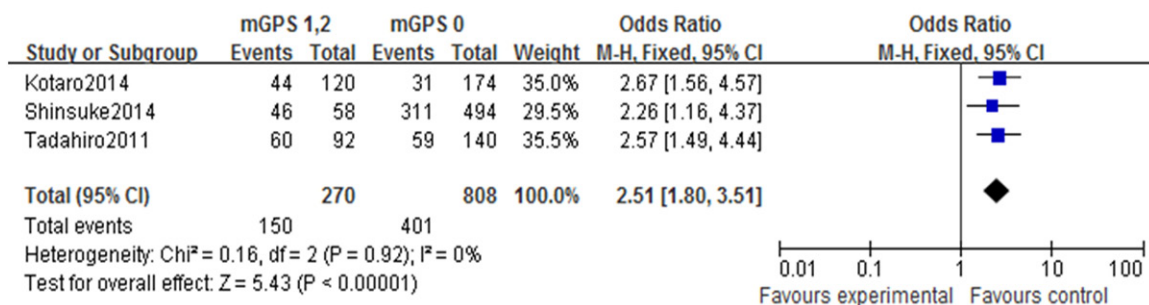 mGPS 1,2 mGPS 0 Odds Ratio Odds Ratio
Study or Subgroup Events Total Events Total Weight M-H, Fixed, 95% CI M-H, Fixed, 95% CI
Kotaro2014 44 120 31 174 35.0% 2.67 [1.56, 4.57]
Shinsuke2014 46 58 311 494 29.5% 2.26 [1.16, 4.37]
Tadahiro2011 60 92 59 140 35.5% 2.57 [1.49, 4.44]
Total (95% CI) 270 808 100.0% 2.51 [1.80, 3.51]
Total events 150 401
Heterogeneity: Chi² = 0.16, df = 2 (P = 0.92); I² = 0%
Test for overall effect: Z = 5.43 (P < 0.00001)
0.01 0.1 1 10 100
Favours experimental Favours control